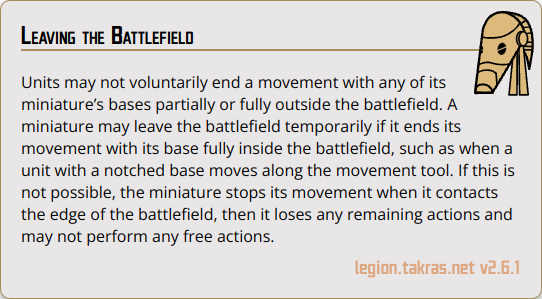 Leaving the Battlefield
Units may not voluntarily end a movement with any of its
miniature's bases partially or fully outside the battlefield. A
miniature may leave the battlefield temporarily if it ends its
movement with its base fully inside the battlefield, such as when a
unit with a notched base moves along the movement tool. If this is
not possible, the miniature stops its movement when it contacts
the edge of the battlefield, then it loses any remaining actions and
may not perform any free actions.
legion.takras.net v2.6.1